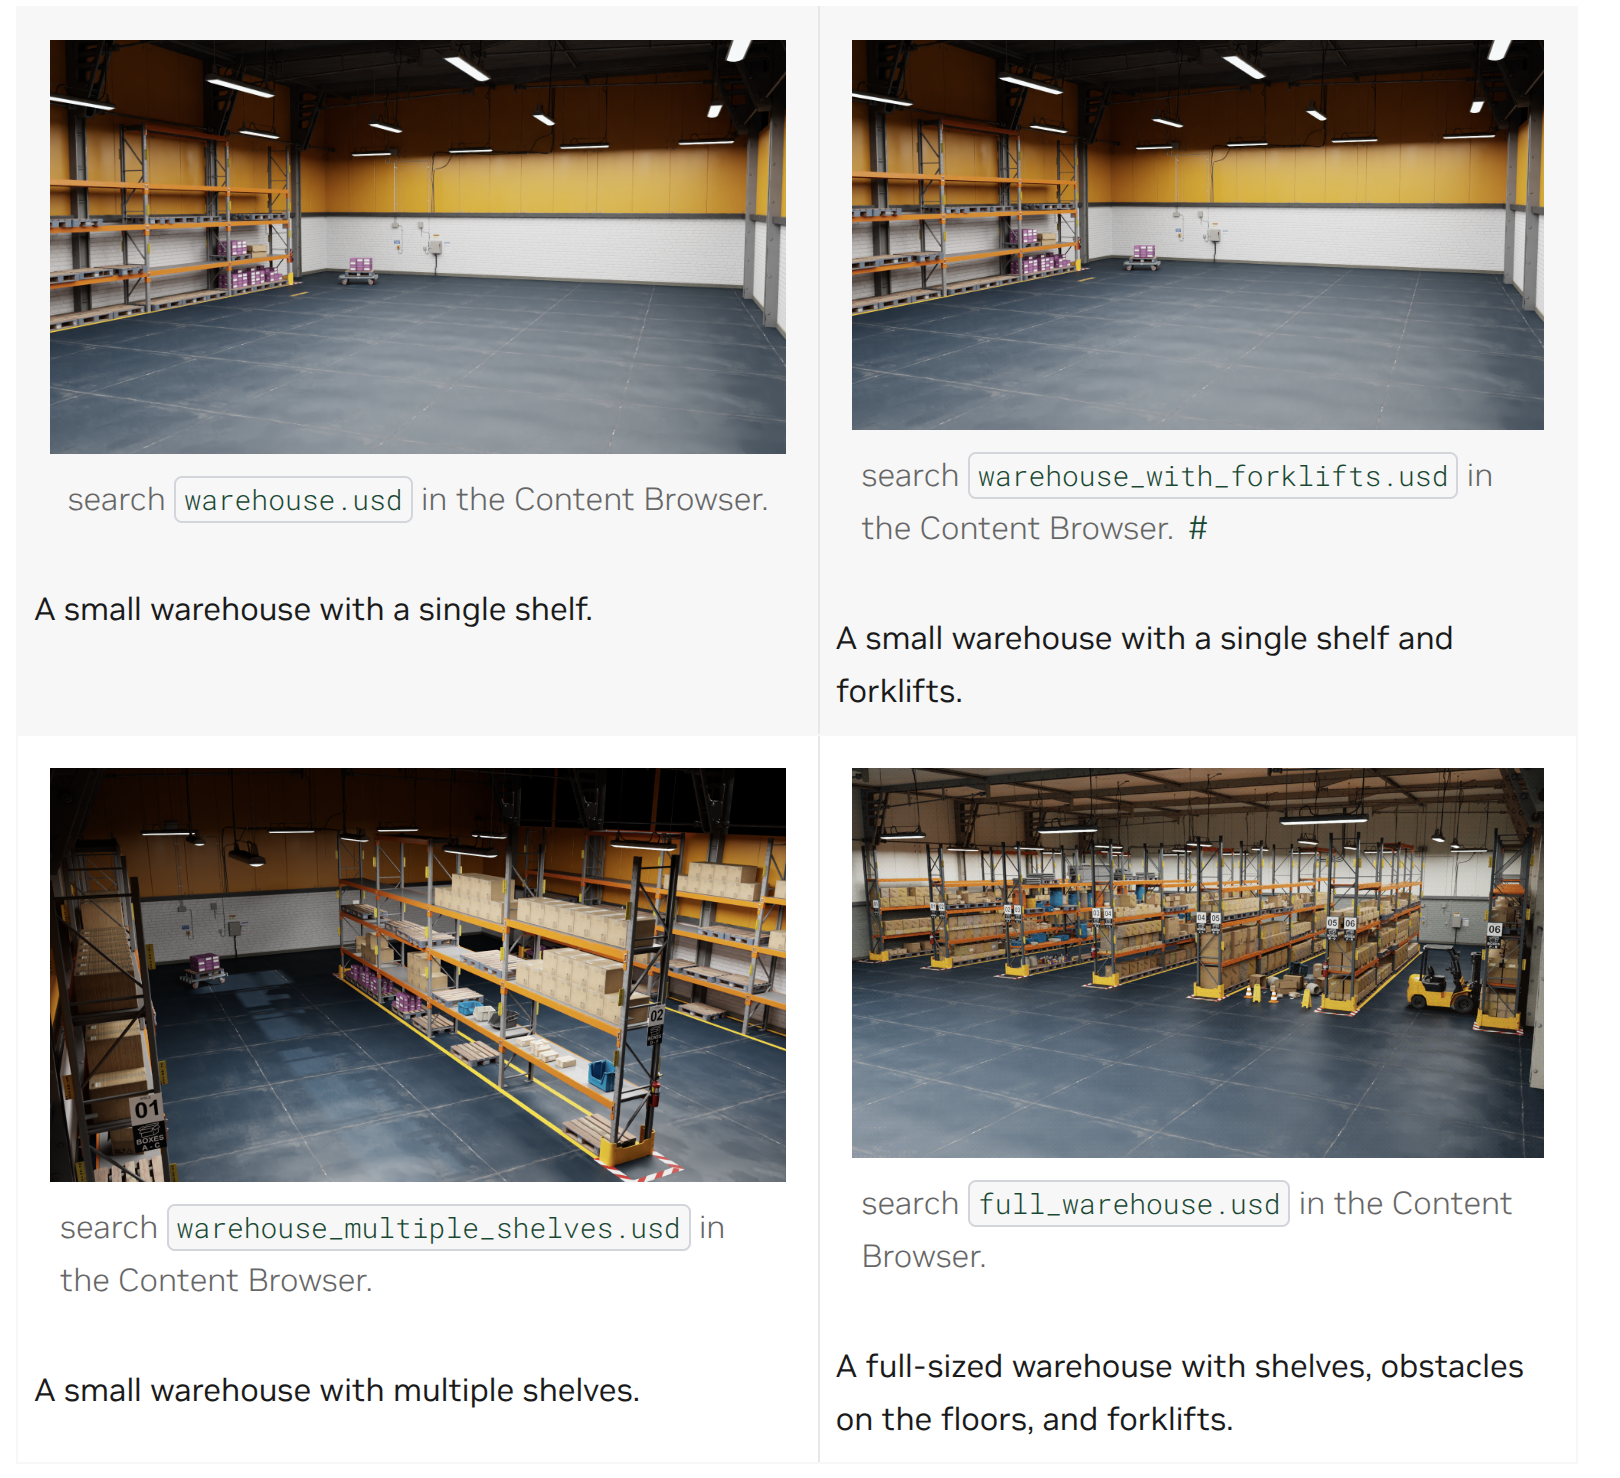 search warehouse.usd in the Content Browser.
A small warehouse with a single shelf.
search warehouse_with_forklifts.usd in
the Content Browser. #
A small warehouse with a single shelf and
forklifts.
01
BOXES
A - C
02
search warehouse_multiple_shelves.usd in
the Content Browser.
A small warehouse with multiple shelves.
04
05
05
06
06
search full_warehouse.usd in the Content
Browser.
A full-sized warehouse with shelves, obstacles
on the floors, and forklifts.